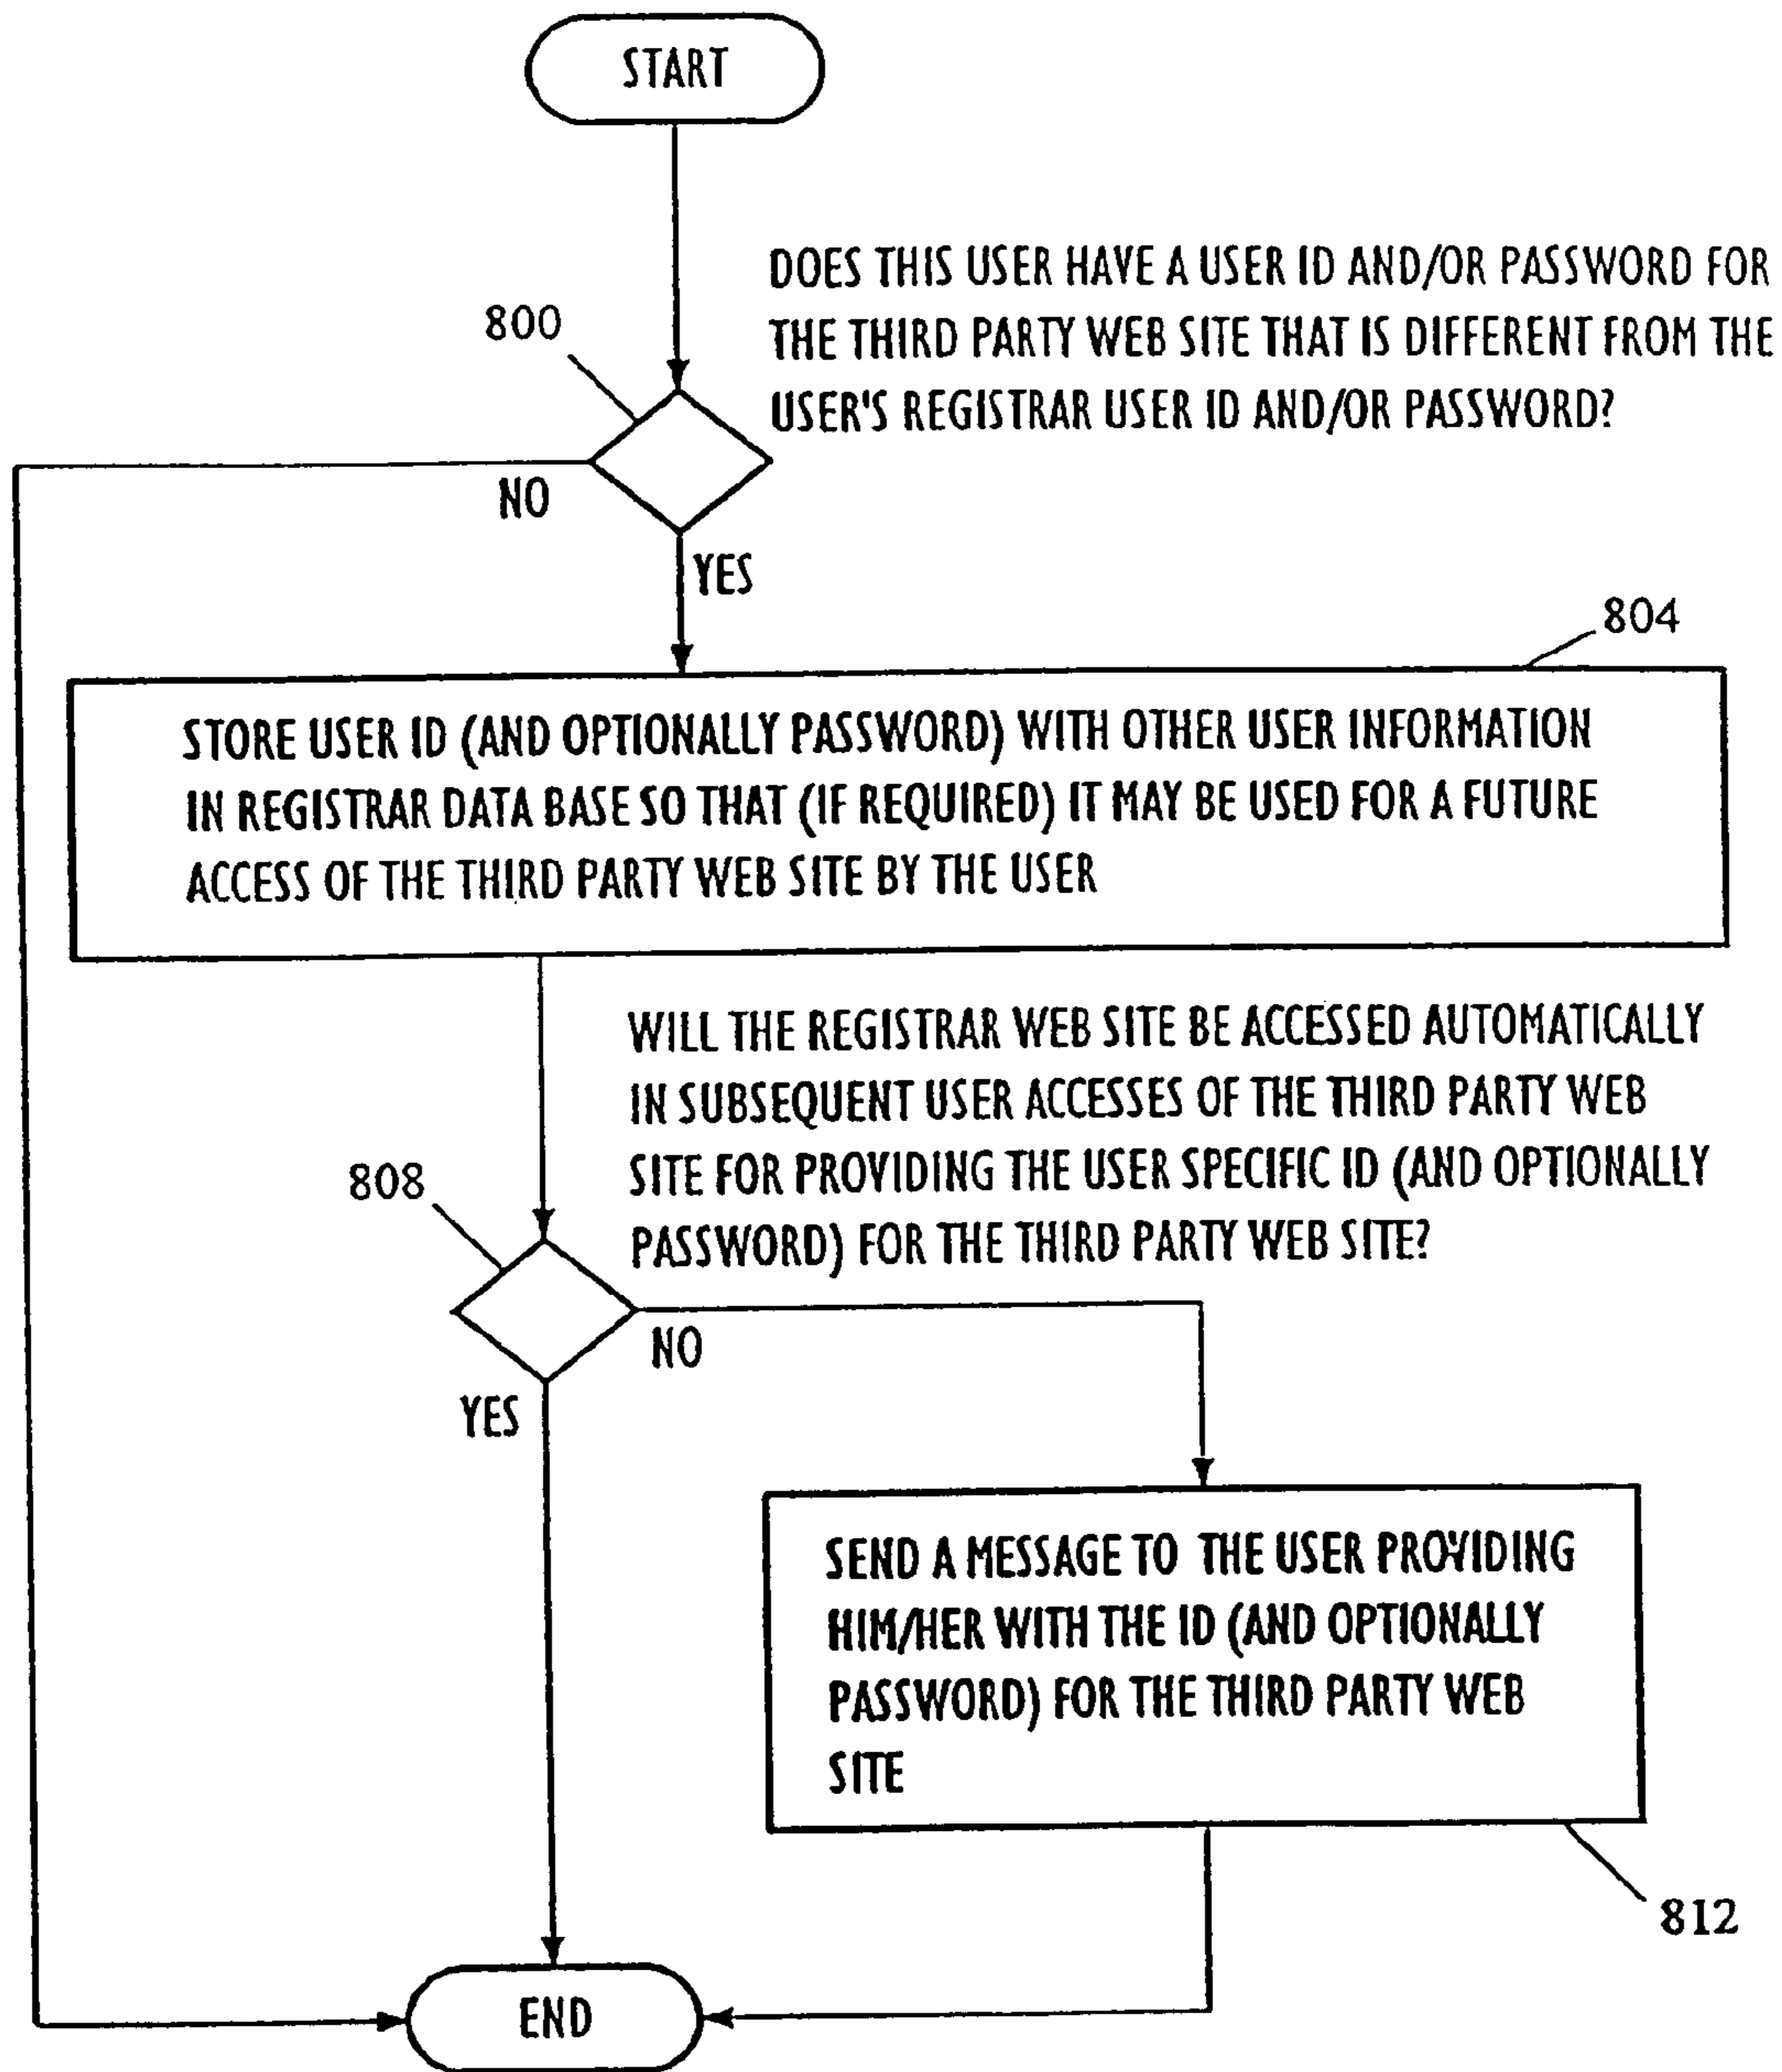 START
DOES THIS USER HAVE A USER ID AND/OR PASSWORD FOR
THE THIRD PARTY WEB SITE THAT IS DIFFERENT FROM THE
USER'S REGISTRAR USER ID AND/OR PASSWORD?
800
NO
YES
804
STORE USER ID (AND OPTIONALLY PASSWORD) WITH OTHER USER INFORMATION
IN REGISTRAR DATA BASE SO THAT (IF REQUIRED) IT MAY BE USED FOR A FUTURE
ACCESS OF THE THIRD PARTY WEB SITE BY THE USER
WILL THE REGISTRAR WEB SITE BE ACCESSED AUTOMATICALLY
IN SUBSEQUENT USER ACCESSES OF THE THIRD PARTY WEB
SITE FOR PROVIDING THE USER SPECIFIC ID (AND OPTIONALLY
PASSWORD) FOR THE THIRD PARTY WEB SITE?
808
NO
YES
SEND A MESSAGE TO THE USER PROVIDING
HIM/HER WITH THE ID (AND OPTIONALLY
PASSWORD) FOR THE THIRD PARTY WEB
SITE
812
END